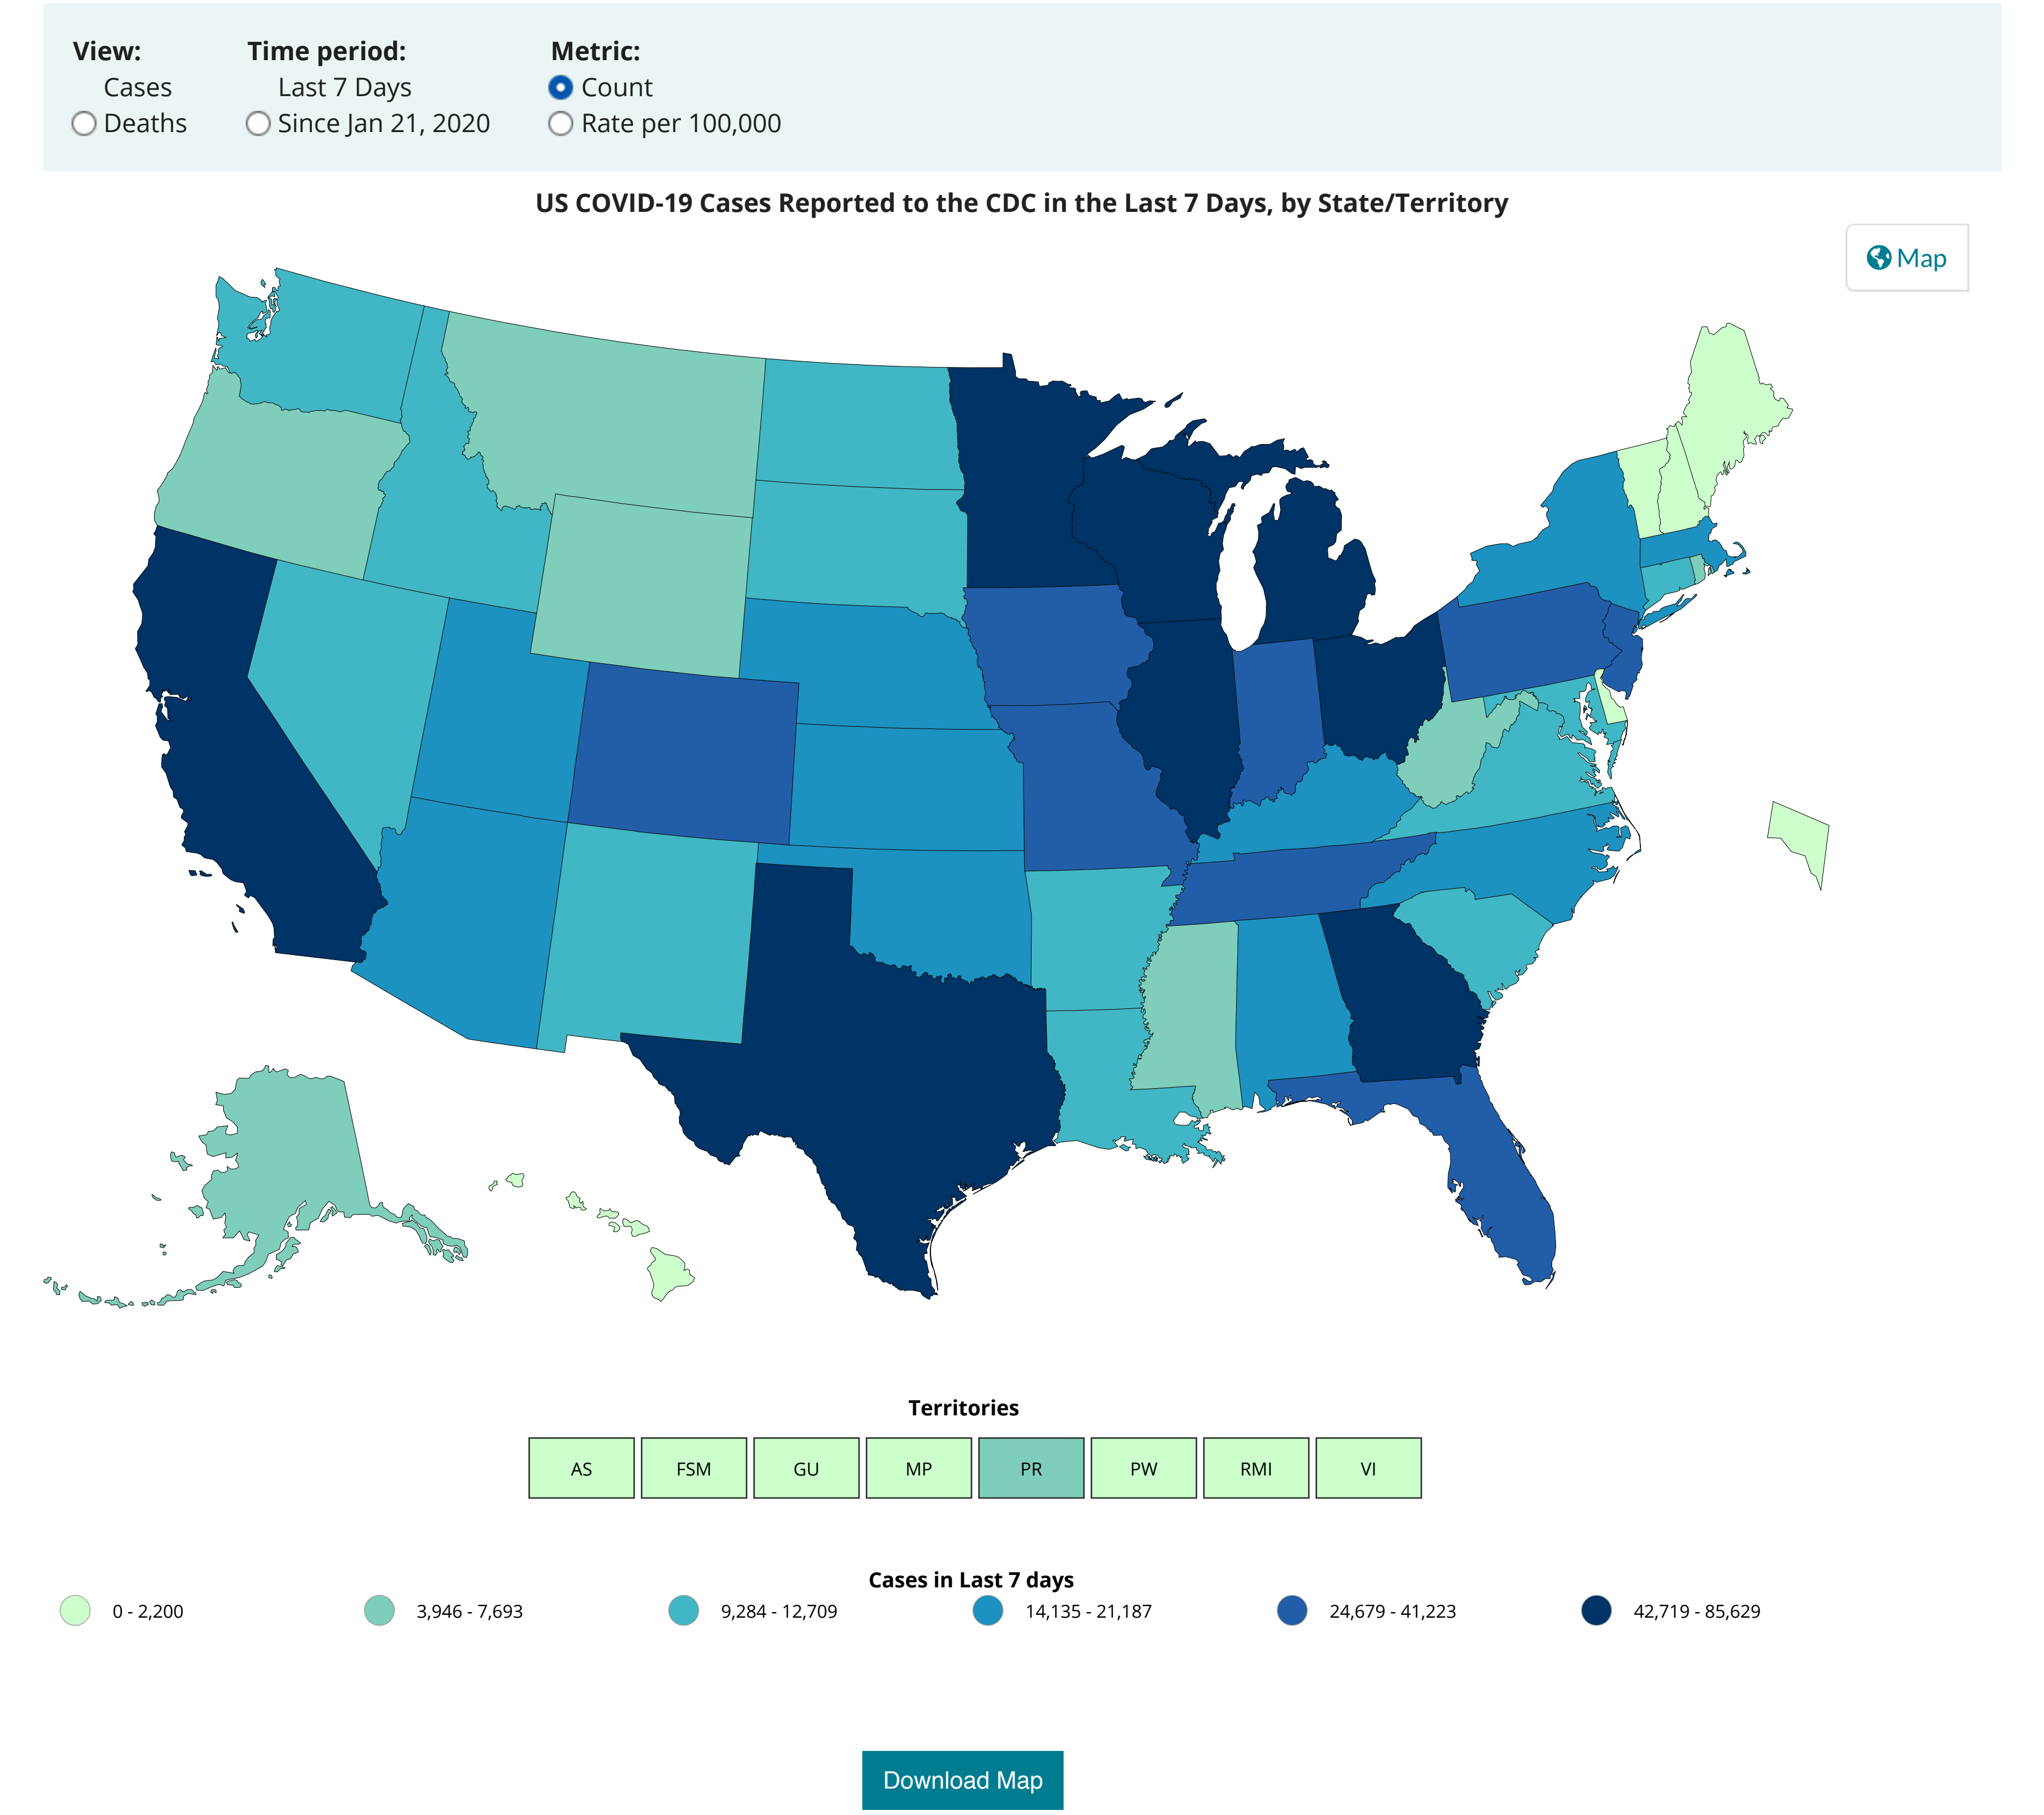 View:
Cases
Deaths
Time period:
Last 7 Days
Since Jan 21, 2020
Metric:
Count
Rate per 100,000
US COVID-19 Cases Reported to the CDC in the Last 7 Days, by State/Territory
Map
Territories
AS FSM GU MP PR PW RMI VI
Cases in Last 7 days
0 - 2,200 3,946 - 7,693 9,284 - 12,709 14,135 - 21,187 24,679 - 41,223 42,719 - 85,629
Download Map